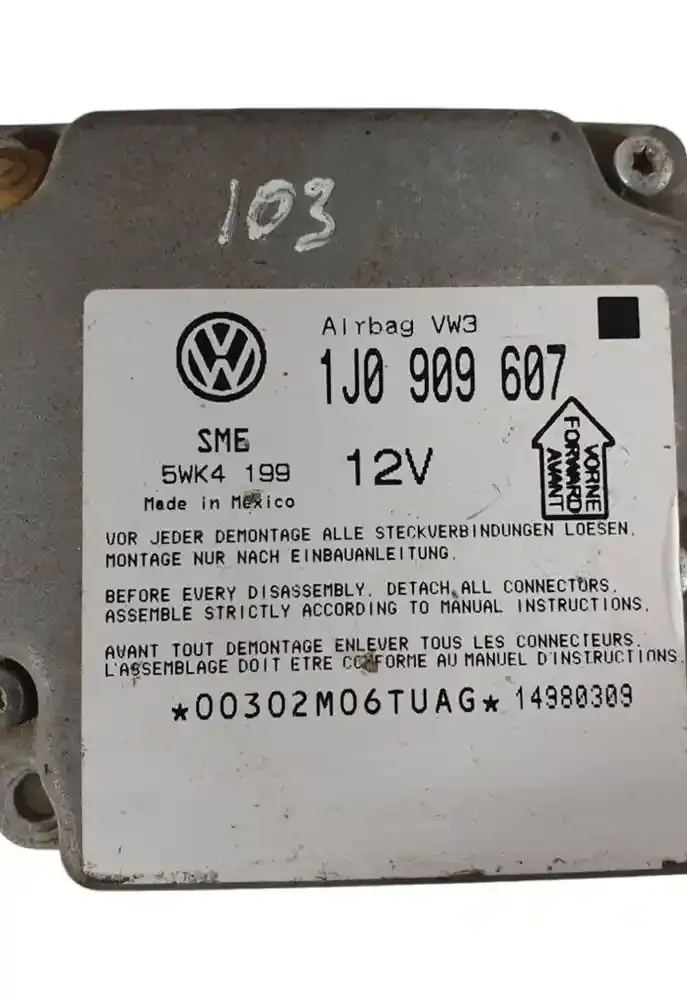 103
Airbag VW3
1J0 909 607
SME
5WK4 199
12V
Made in Mexico
VORNE
FORWARD
AVANT
VOR JEDER DEMONTAGE ALLE STECKVERBINDUNGEN LOESEN.
MONTAGE NUR NACH EINBAUANLEITUNG.
BEFORE EVERY DISASSEMBLY. DETACH ALL CONNECTORS.
ASSEMBLE STRICTLY ACCORDING TO MANUAL INSTRUCTIONS.
AVANT TOUT DEMONTAGE ENLEVER TOUS LES CONNECTEURS.
L'ASSEMBLAGE DOIT ETRE CONFORME AU MANUEL D'INSTRUCTIONS.
*00302M06TUAG* 14980309